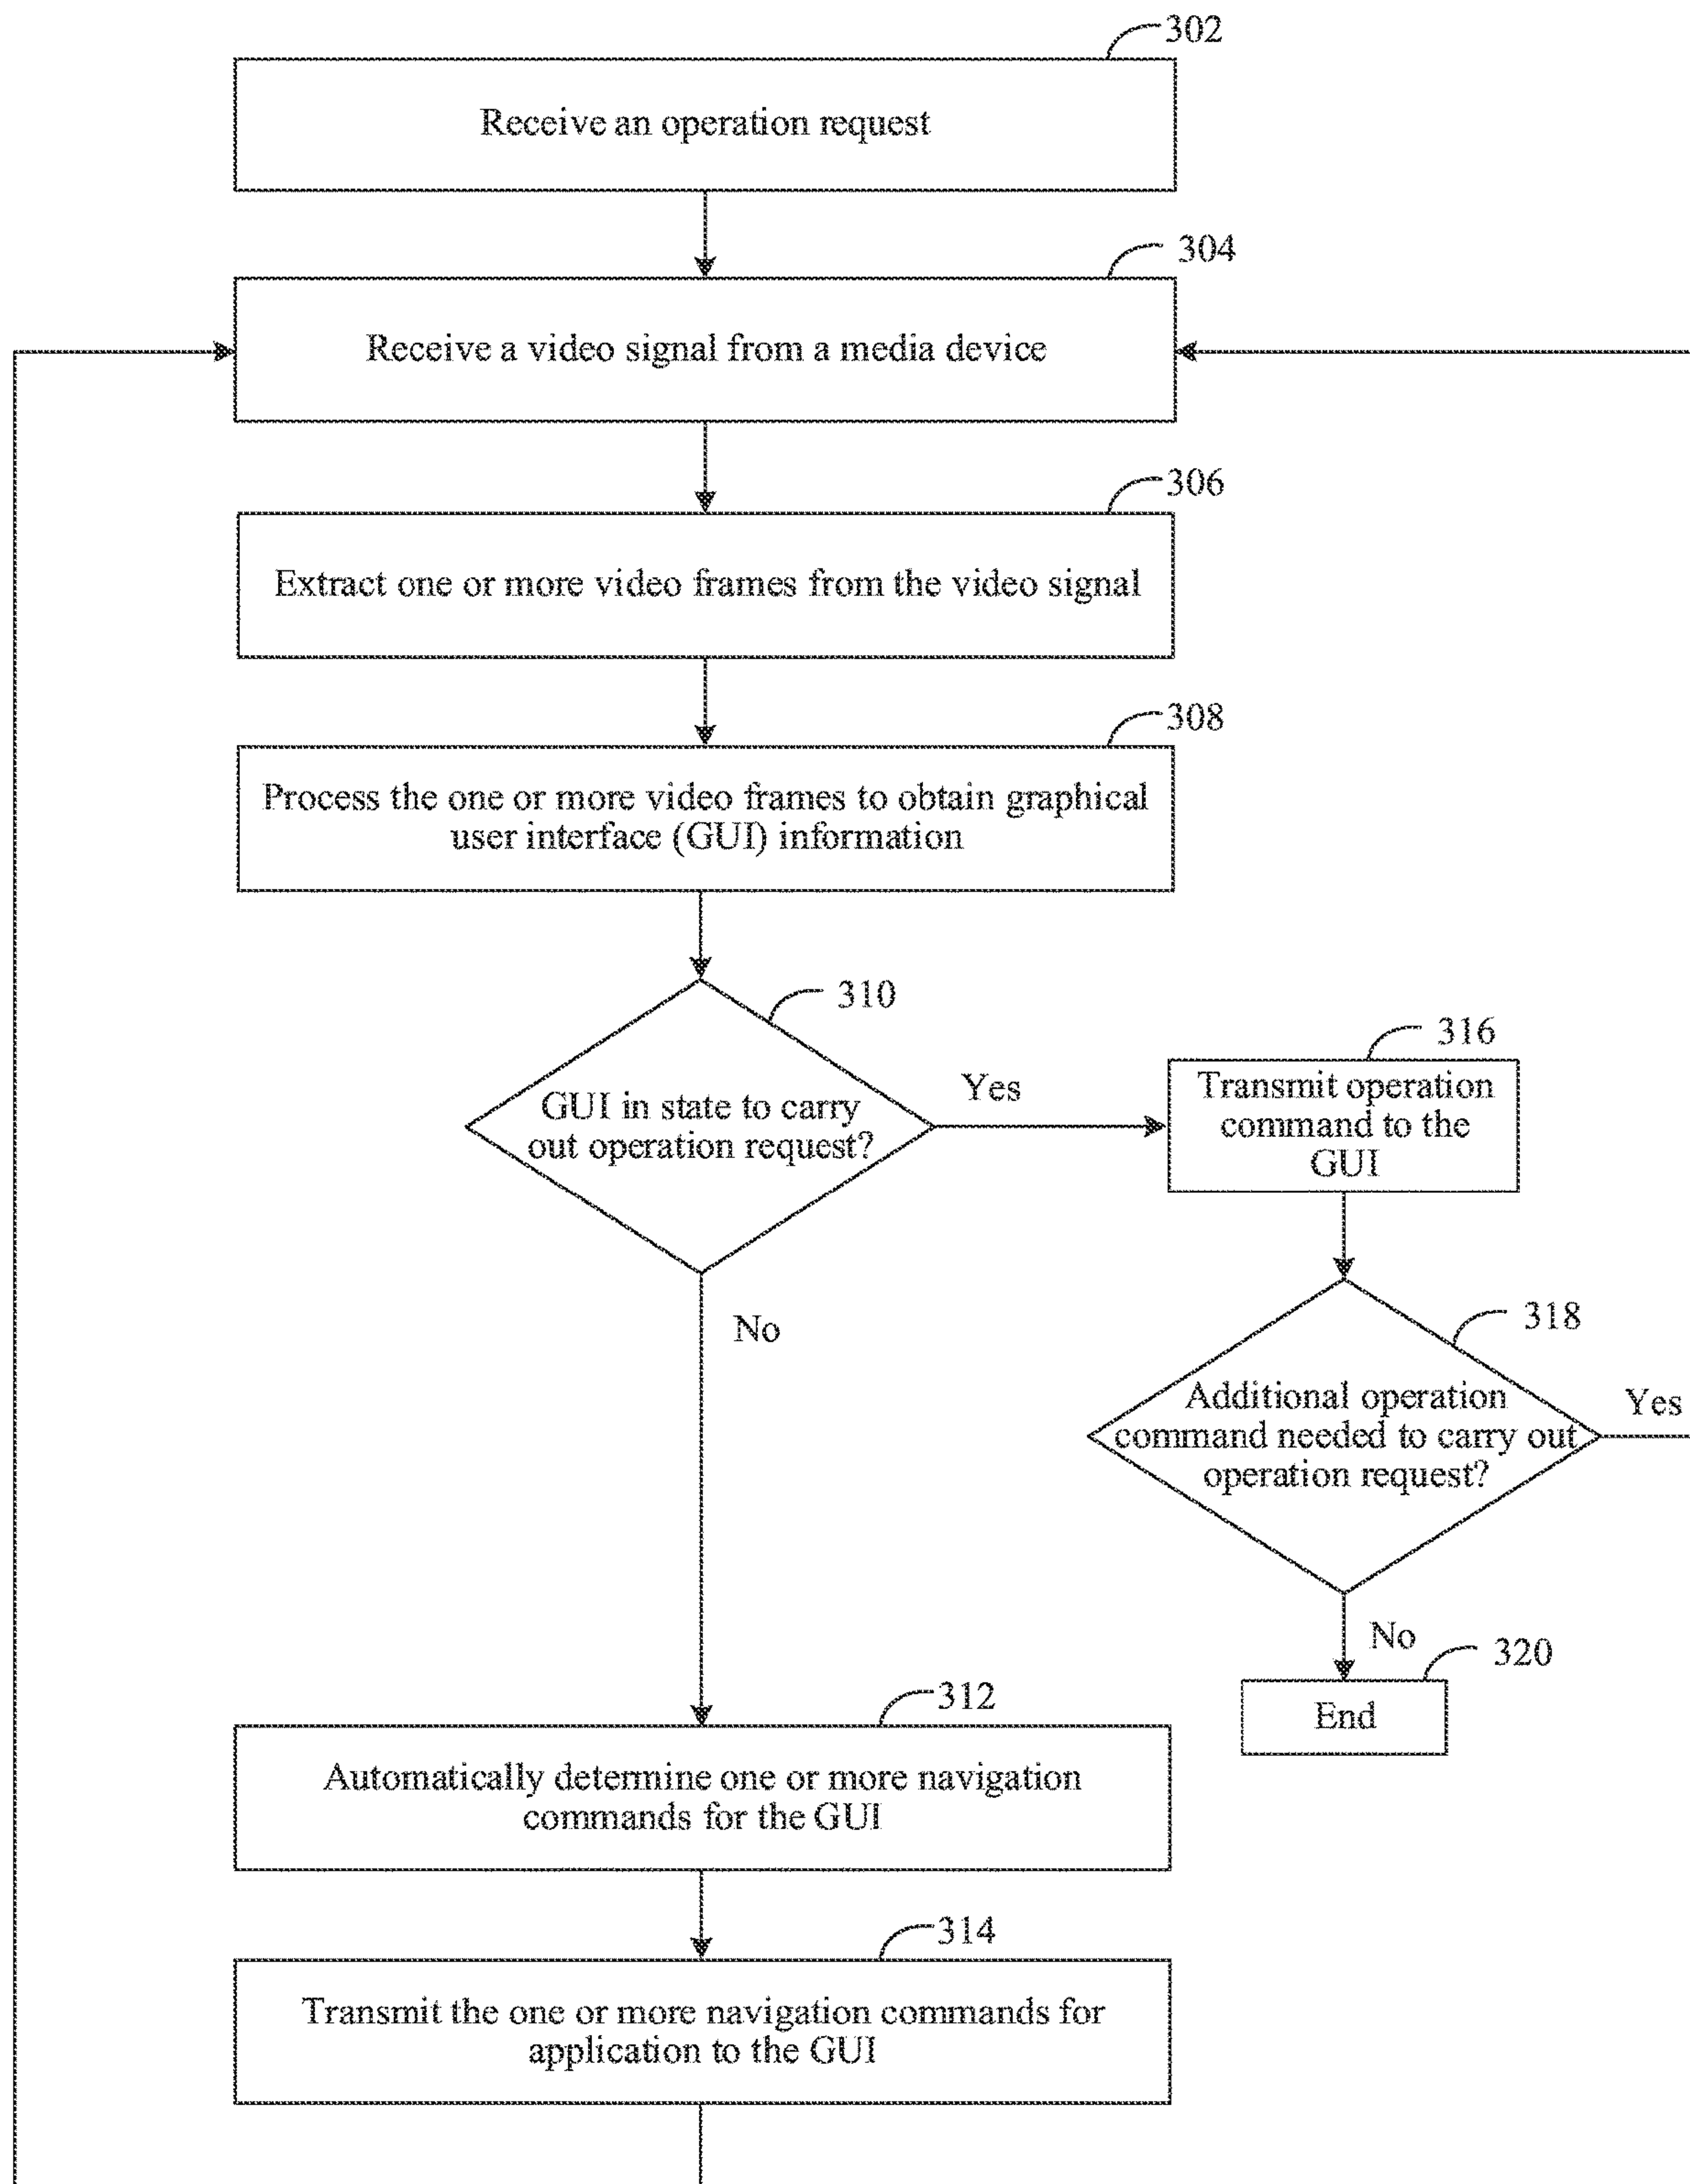 302
Receive an operation request
304
Receive a video signal from a media device
306
Extract one or more video frames from the video signal
308
Process the one or more video frames to obtain graphical
user interface (GUI) information
310
GUI in state to carry
out operation request?
Yes
316
Transmit operation
command to the
GUI
No
318
Additional operation
command needed to carry out
operation request?
Yes
No
320
End
312
Automatically determine one or more navigation
commands for the GUI
314
Transmit the one or more navigation commands for
application to the GUI